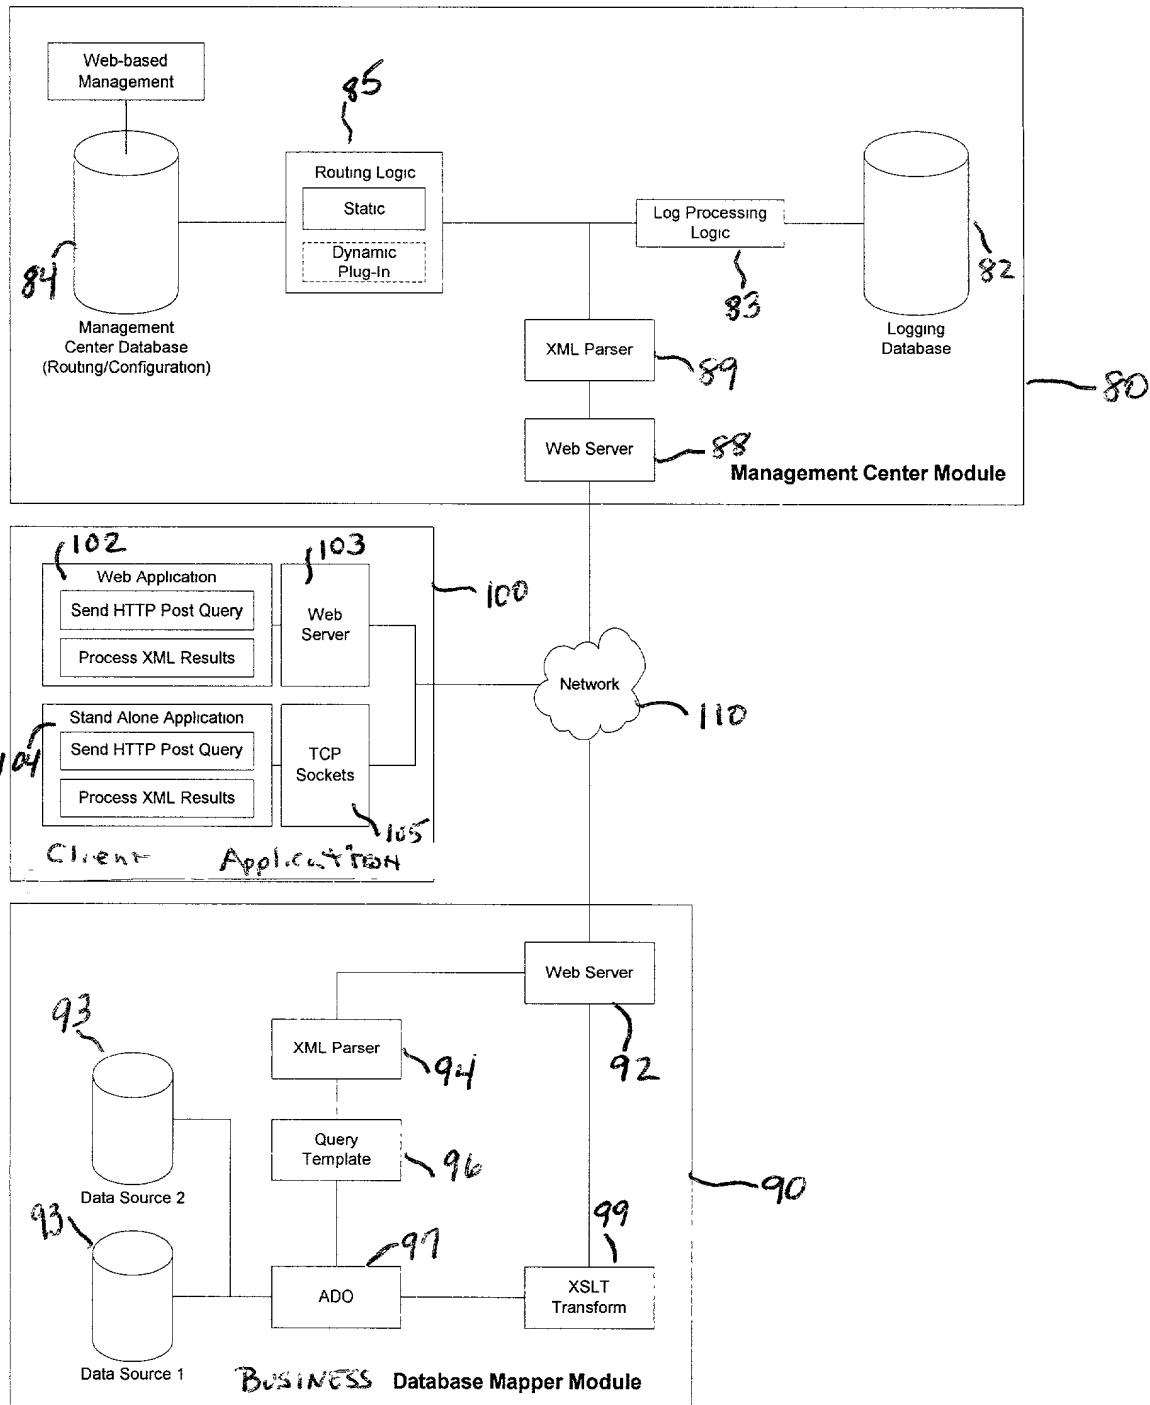 Web-based
Management
85
Routing Logic
Static
Dynamic
Plug-In
Log Processing
Logic
83
84
82
Management
Center Database
(Routing/Configuration)
Logging
Database
XML Parser
89
80
Web Server
88
Management Center Module
102
103
Web Application
Send HTTP Post Query
Process XML Results
Web
Server
100
Network
110
104
Stand Alone Application
Send HTTP Post Query
Process XML Results
TCP
Sockets
105
Client Application
Web Server
92
93
XML Parser
94
Query
Template
96
Data Source 2
90
93
97
99
ADO
XSLT
Transform
Data Source 1
BUSINESS Database Mapper Module